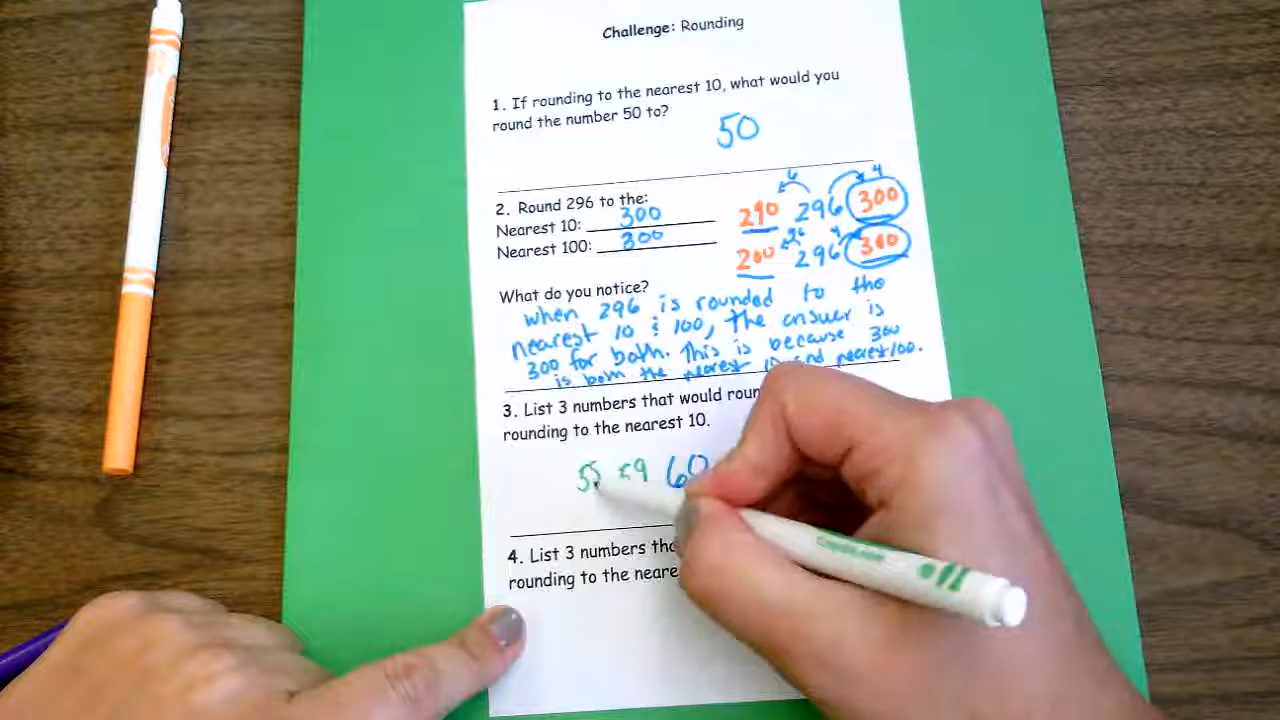 Challenge: Rounding
1. If rounding to the nearest 10, what would you
round the number 50 to?
50
2. Round 296 to the:
Nearest 10: 300
290 296 300
6 4
Nearest 100: 300
200 296 300
4
What do you notice?
When 296 is rounded to the
nearest 10 & 100, the answer is
300 for both. This is because 300
is both the nearest 10 and nearest 100.
3. List 3 numbers that would
rounding to the nearest 10.
55 59 60
4. List 3 numbers
rounding to the